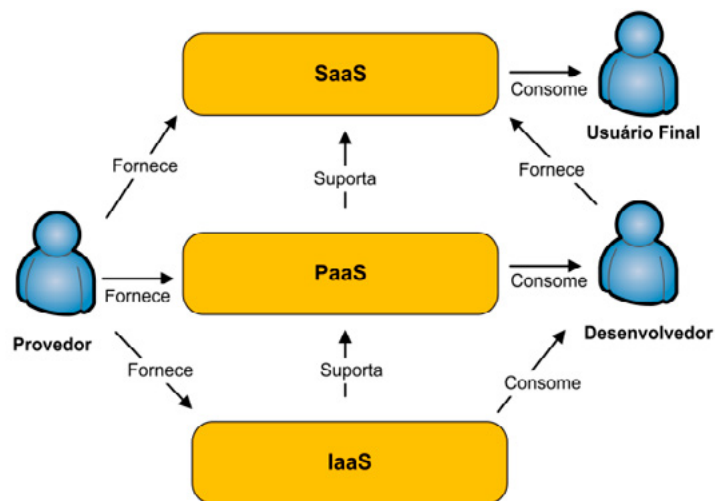 SaaS
Consome
Usuário Final
Fornece
Suporta
Fornece
PaaS
Fornece
Consome
Provedor
Desenvolvedor
Fornece
Suporta
Consome
IaaS